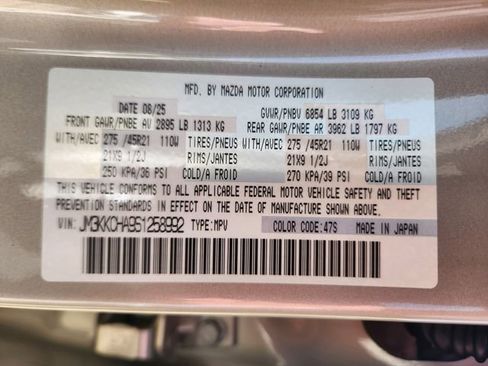 MFD. BY MAZDA MOTOR CORPORATION
DATE 08/25 GVWR/PNBV 6854 LB 3109 KG
FRONT GAWR/PNBE AV 2895 LB 1313 KG REAR GAWR/PNBE AR 3962 LB 1797 KG
WITH/AVEC 275 /45R21 110W TIRES/PNEUS 275 /45R21 110W TIRES/PNEUS
21X9 1/2J RIMS/JANTES 21X9 1/2J RIMS/JANTES
250 KPA/36 PSI COLD/A FROID 270 KPA/39 PSI COLD/A FROID
THIS VEHICLE CONFORMS TO ALL APPLICABLE FEDERAL MOTOR VEHICLE SAFETY AND THEFT
PREVENTION STANDARDS IN EFFECT ON THE DATE OF MANUFACTURE SHOWN ABOVE.
VIN: JM3KKCHA9S1258992 TYPE:MPV COLOR CODE:47S MADE IN JAPAN